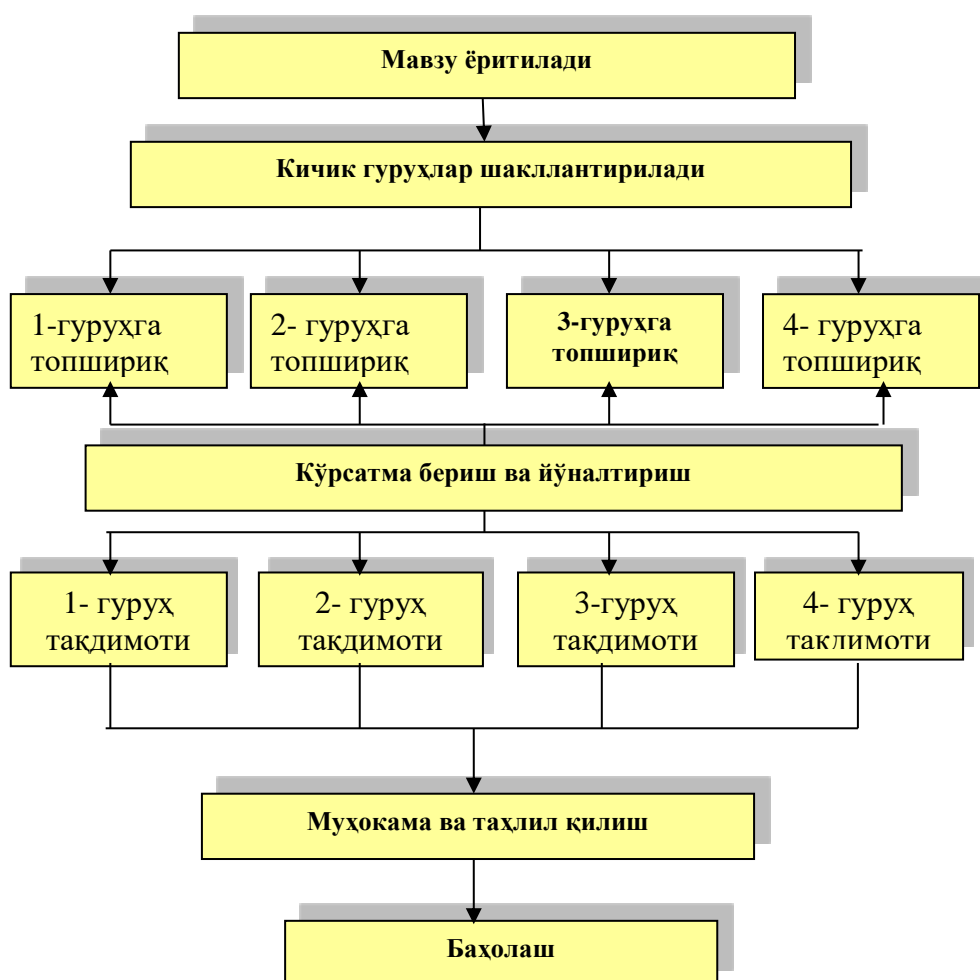 Мавзу ёритилади
Кичик гуруҳлар шакллантирилади
1-гуруҳга
топшириқ
2- гуруҳга
топшириқ
3-гуруҳга
топшириқ
4- гуруҳга
топшириқ
Кўрсатма бериш ва йўналтириш
1- гуруҳ
тақдимоти
2- гуруҳ
тақдимоти
3-гуруҳ
тақдимоти
4- гуруҳ
тақдимоти
Муҳокама ва таҳлил қилиш
Баҳолаш